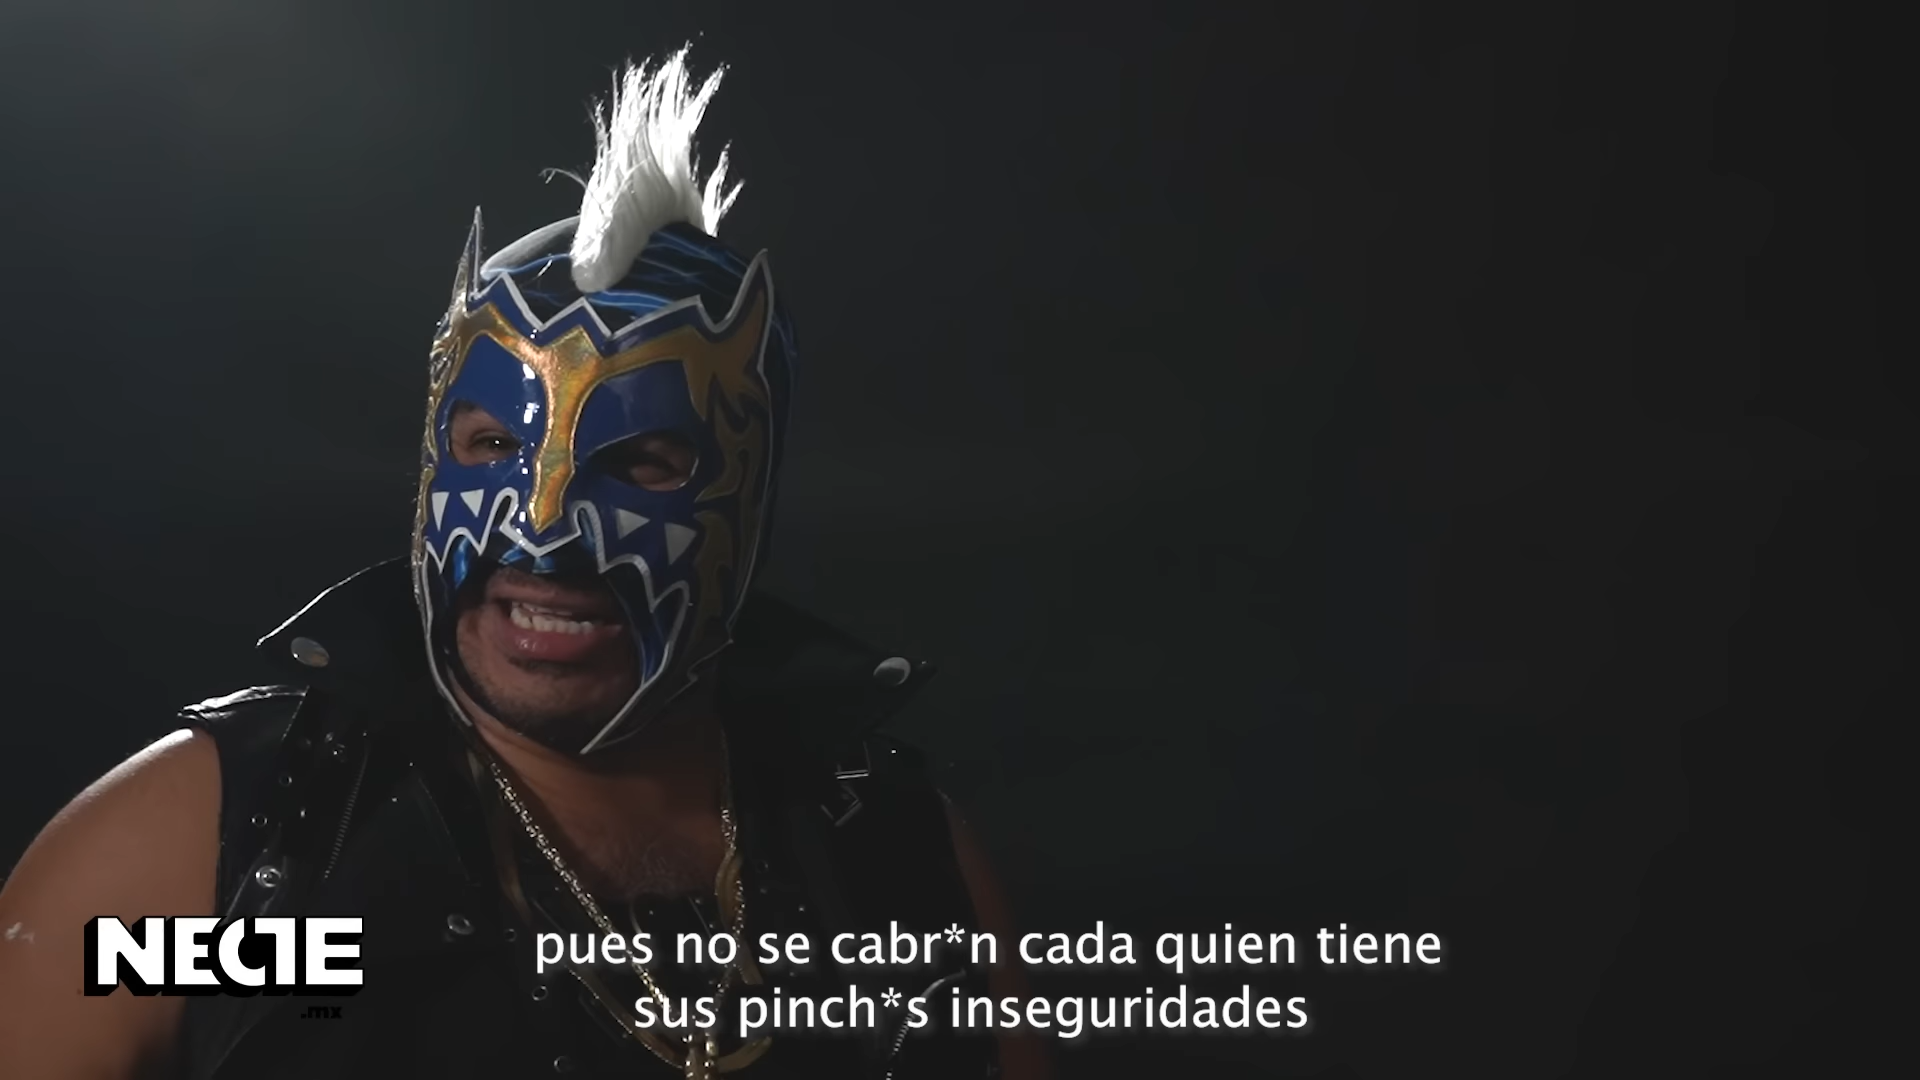 NECTE
.mx
pues no se cabr*n cada quien tiene
sus pinch*s inseguridades